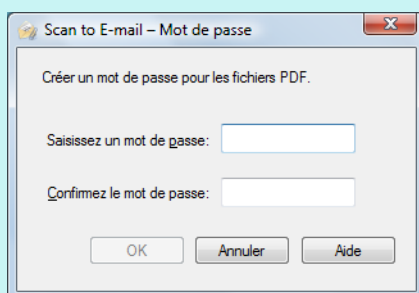 Scan to E-mail – Mot de passe
Créer un mot de passe pour les fichiers PDF.
Saisissez un mot de passe:
Confirmez le mot de passe:
OK Annuler Aide